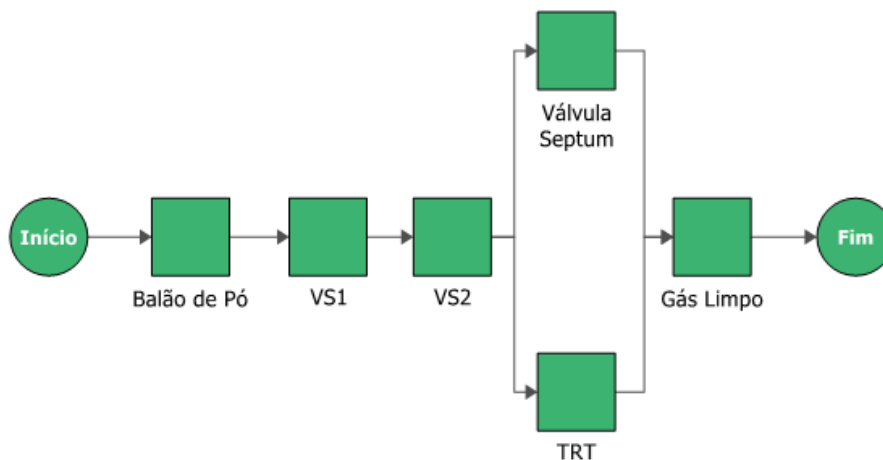 Início
Balão de Pó
VS1
VS2
Válvula
Septum
TRT
Gás Limpo
Fim